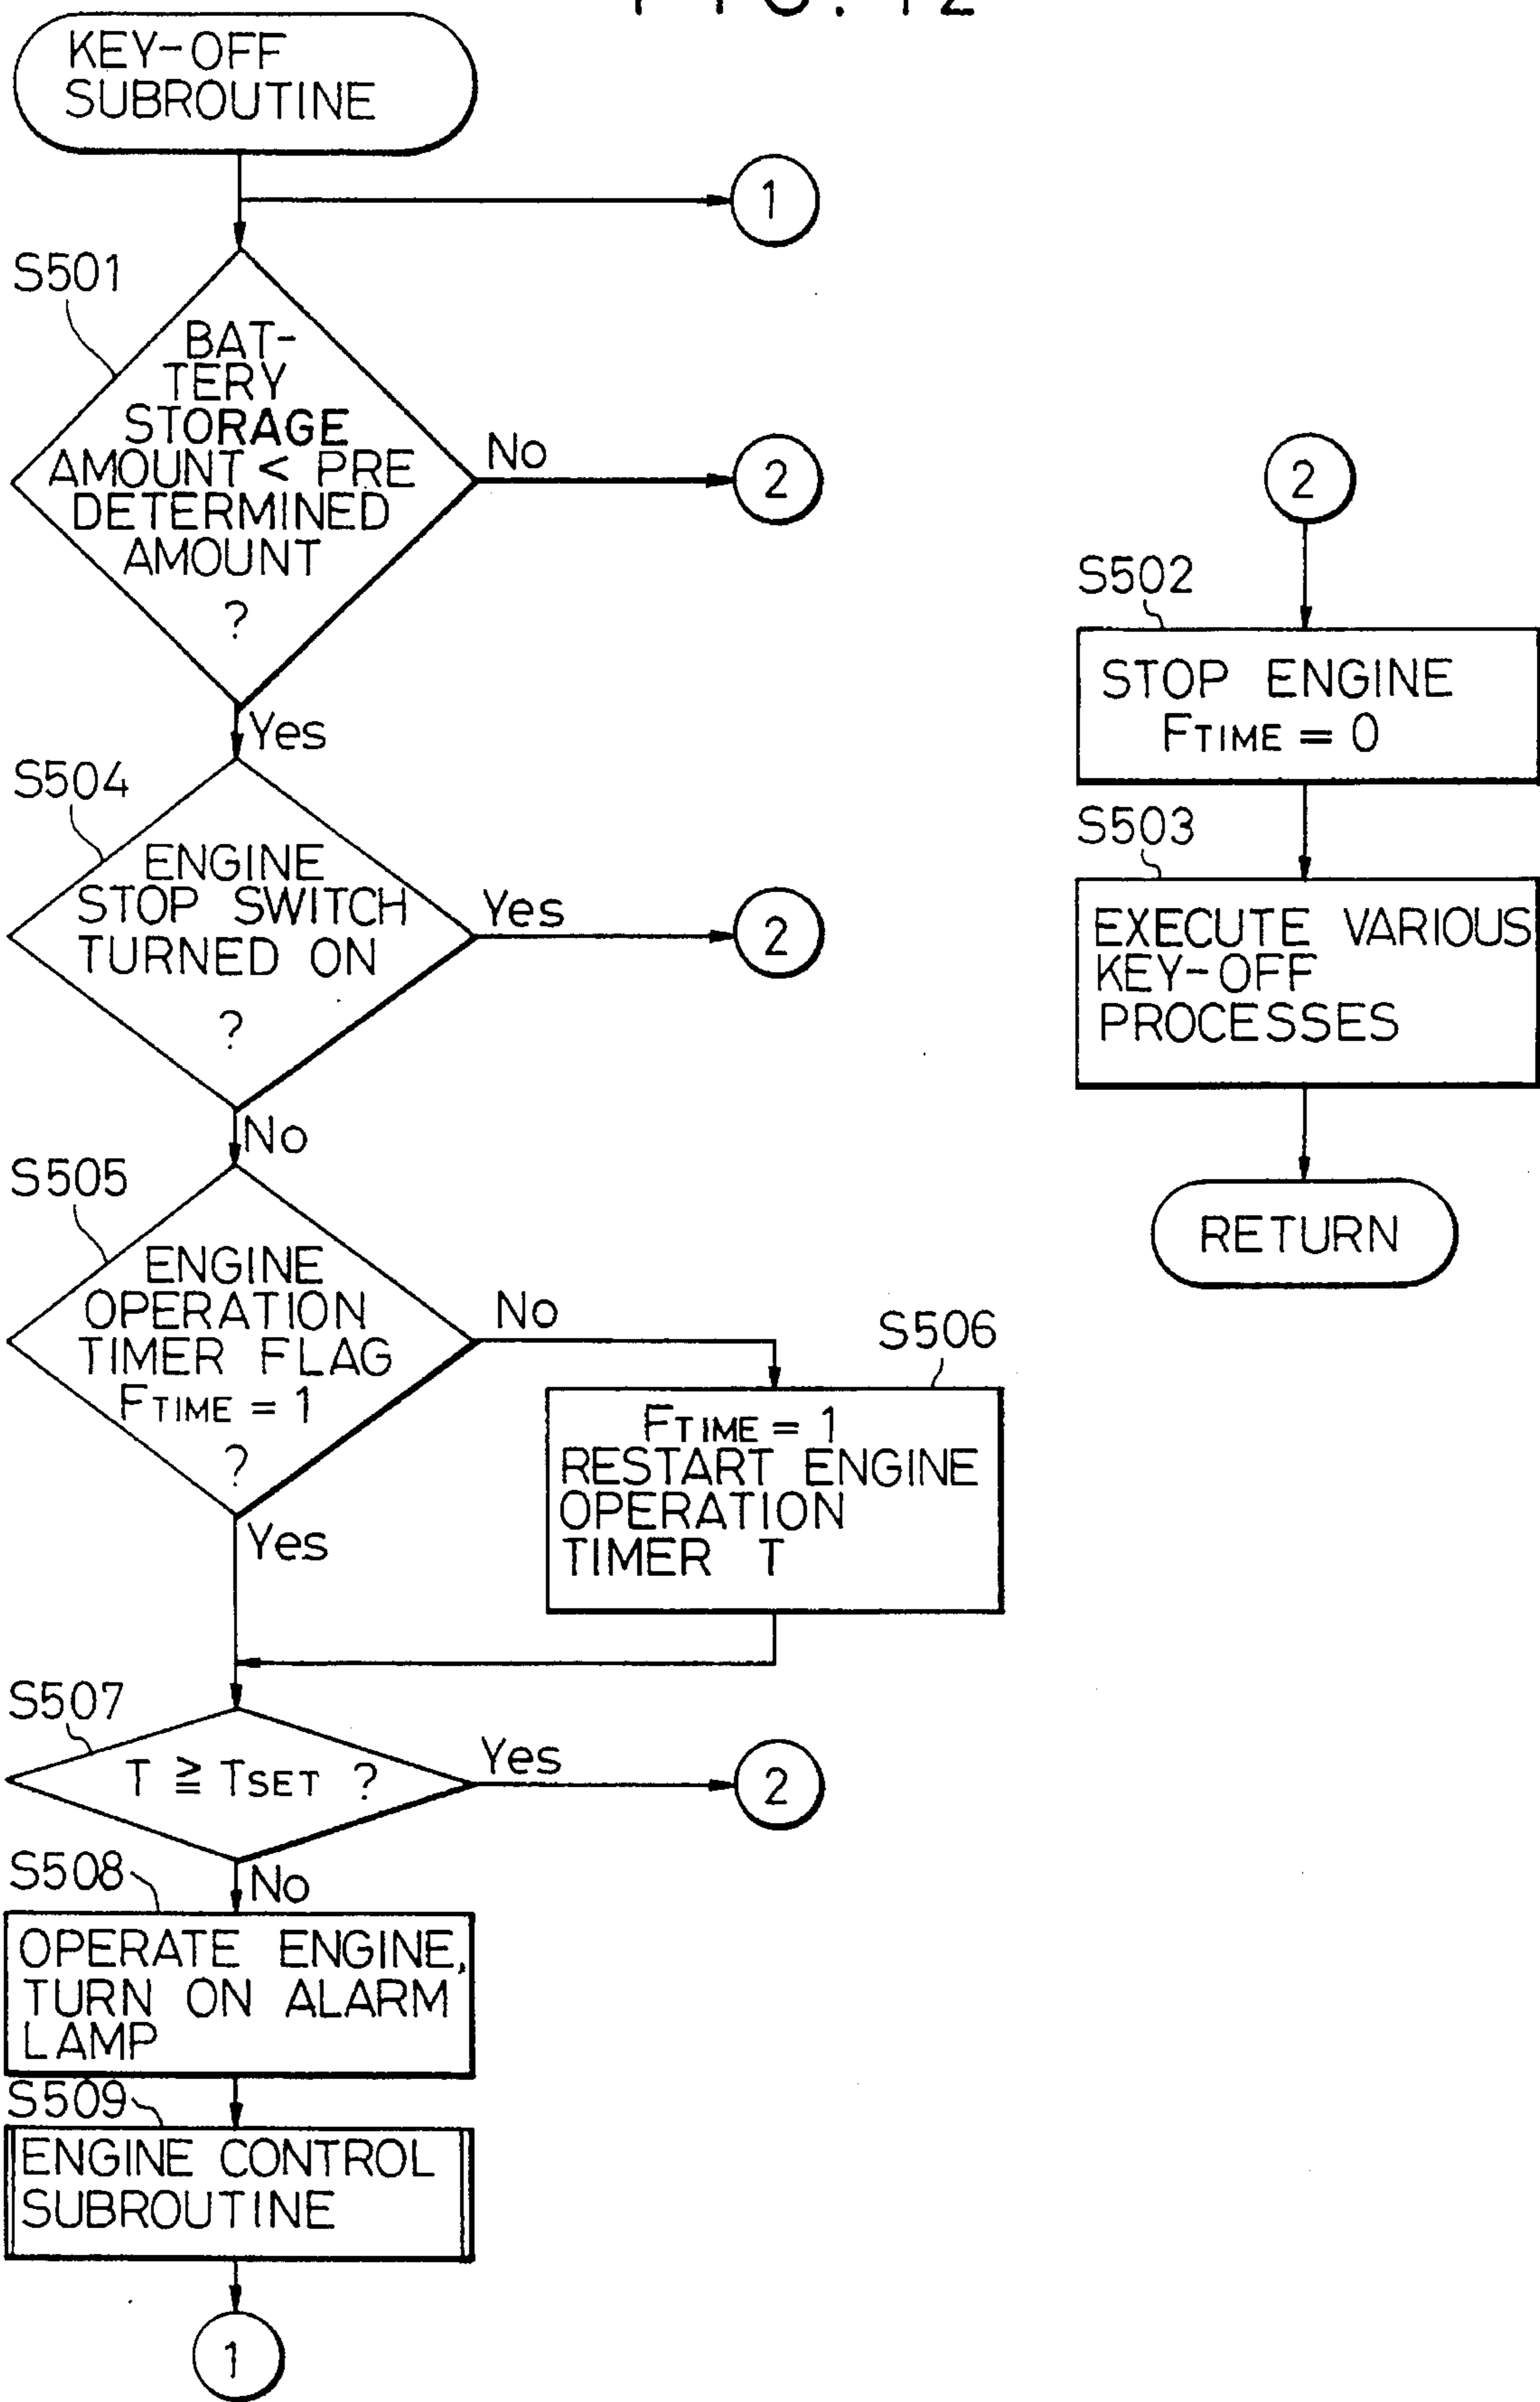 FIG. 12
KEY-OFF
SUBROUTINE
1
S501
BAT-
TERY
STORAGE
AMOUNT < PRE
DETERMINED
AMOUNT
?
No
2
Yes
S504
ENGINE
STOP SWITCH
TURNED ON
?
Yes
2
No
S505
ENGINE
OPERATION
TIMER FLAG
FTIME = 1
?
No
Yes
S506
FTIME = 1
RESTART ENGINE
OPERATION
TIMER T
S507
T ≧ TSET ?
Yes
2
No
S508
OPERATE ENGINE,
TURN ON ALARM
LAMP
S509
ENGINE CONTROL
SUBROUTINE
1
2
S502
STOP ENGINE
FTIME = 0
S503
EXECUTE VARIOUS
KEY-OFF
PROCESSES
RETURN